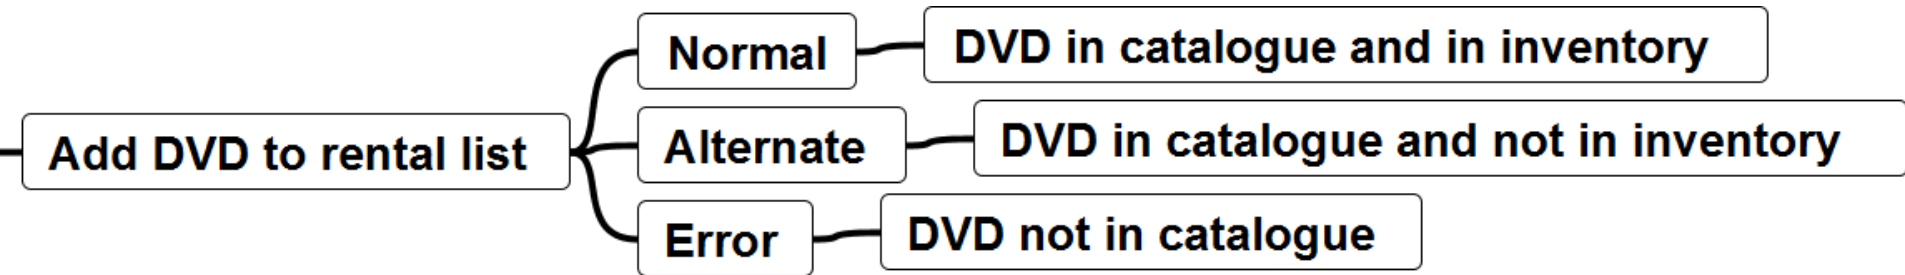 Normal
DVD in catalogue and in inventory
Add DVD to rental list
Alternate
DVD in catalogue and not in inventory
Error
DVD not in catalogue